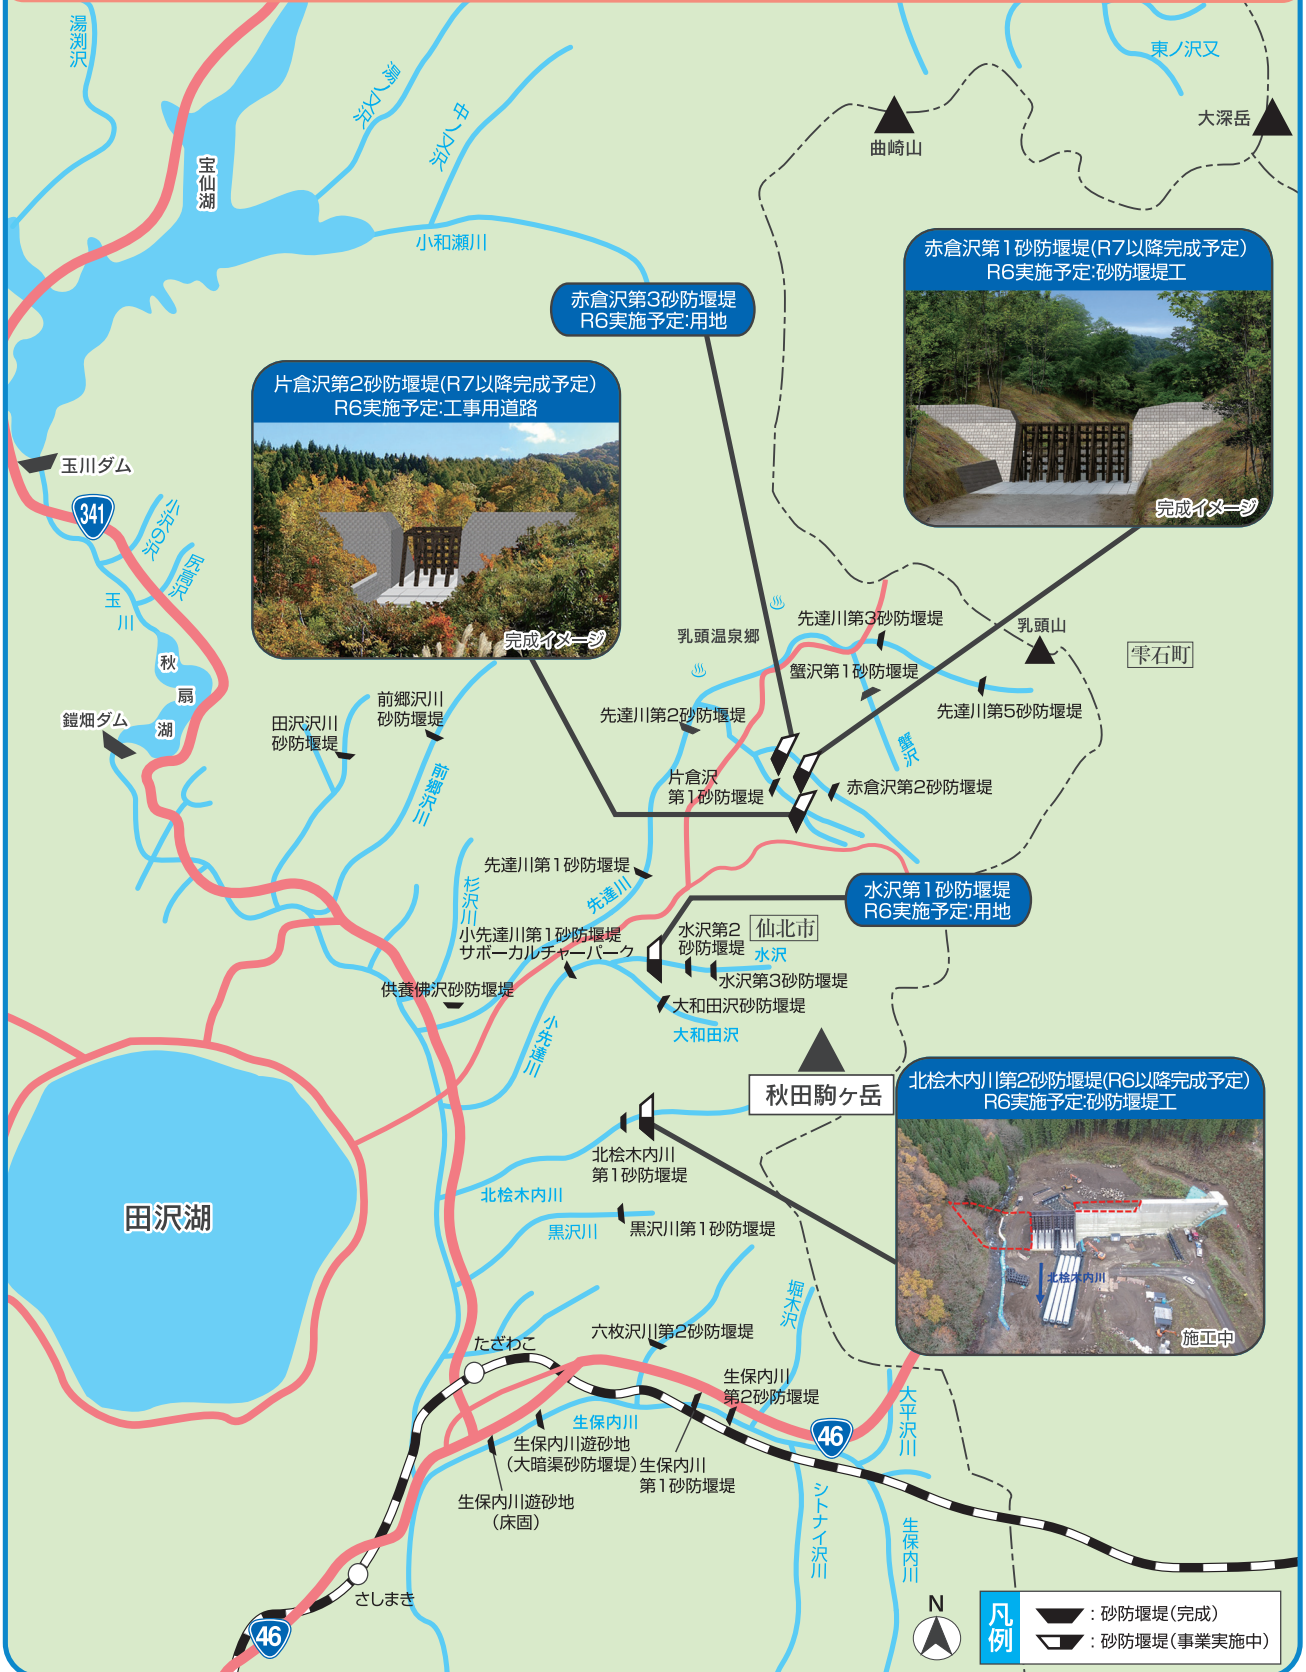 湯渕沢
湯ノ又沢
中ノ又沢
宝仙湖
小和瀬川
東ノ沢又
大深岳
曲崎山
赤倉沢第1砂防堰堤(R7以降完成予定)
R6実施予定:砂防堰堤工
完成イメージ
赤倉沢第3砂防堰堤
R6実施予定:用地
片倉沢第2砂防堰堤(R7以降完成予定)
R6実施予定:工事用道路
完成イメージ
玉川ダム
341
小沢の沢
尻高沢
玉川
秋扇湖
鎧畑ダム
田沢沢川
砂防堰堤
前郷沢川
砂防堰堤
前郷沢川
乳頭温泉郷
先達川第3砂防堰堤
蟹沢第1砂防堰堤
乳頭山
雫石町
先達川第5砂防堰堤
先達川第2砂防堰堤
蟹沢
片倉沢
第1砂防堰堤
赤倉沢第2砂防堰堤
先達川第1砂防堰堤
先達川
杉沢川
水沢第1砂防堰堤
R6実施予定:用地
仙北市
小先達川第1砂防堰堤
サボーカルチャーパーク
水沢第2
砂防堰堤
水沢
水沢第3砂防堰堤
供養佛沢砂防堰堤
大和田沢砂防堰堤
大和田沢
小先達川
秋田駒ヶ岳
北桧木内川第2砂防堰堤(R6以降完成予定)
R6実施予定:砂防堰堤工
北桧木内川
施工中
北桧木内川
第1砂防堰堤
北桧木内川
黒沢川
黒沢川第1砂防堰堤
田沢湖
堀木沢
六枚沢川第2砂防堰堤
たざわこ
生保内川
第2砂防堰堤
大平沢川
46
生保内川
生保内川遊砂地
(大暗渠砂防堰堤)
生保内川
第1砂防堰堤
生保内川遊砂地
(床固)
シトナイ沢川
生保内川
さしまき
46
N
凡例
:砂防堰堤(完成)
:砂防堰堤(事業実施中)